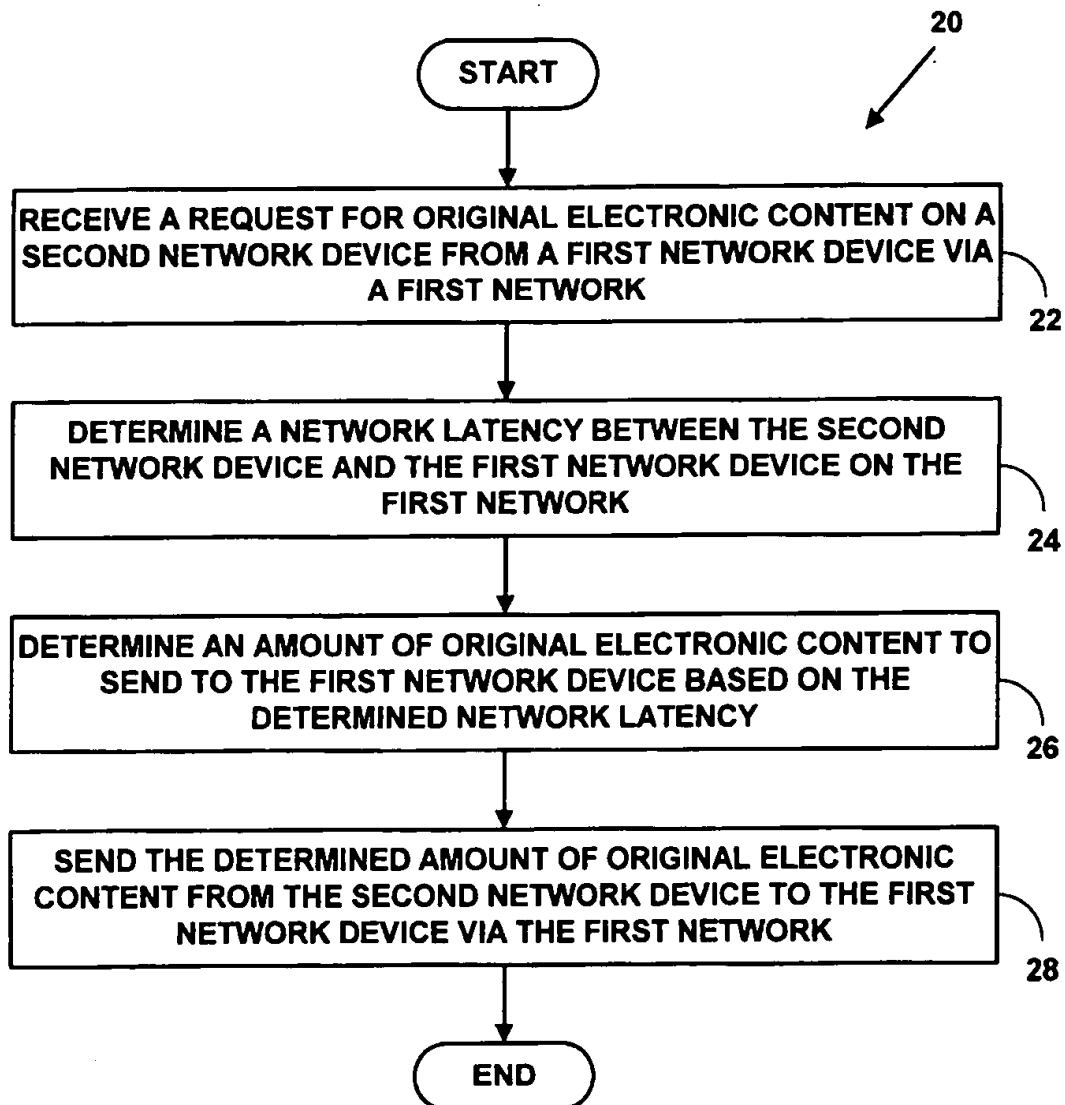 20
START
RECEIVE A REQUEST FOR ORIGINAL ELECTRONIC CONTENT ON A
SECOND NETWORK DEVICE FROM A FIRST NETWORK DEVICE VIA
A FIRST NETWORK
22
DETERMINE A NETWORK LATENCY BETWEEN THE SECOND
NETWORK DEVICE AND THE FIRST NETWORK DEVICE ON THE
FIRST NETWORK
24
DETERMINE AN AMOUNT OF ORIGINAL ELECTRONIC CONTENT TO
SEND TO THE FIRST NETWORK DEVICE BASED ON THE
DETERMINED NETWORK LATENCY
26
SEND THE DETERMINED AMOUNT OF ORIGINAL ELECTRONIC
CONTENT FROM THE SECOND NETWORK DEVICE TO THE FIRST
NETWORK DEVICE VIA THE FIRST NETWORK
28
END